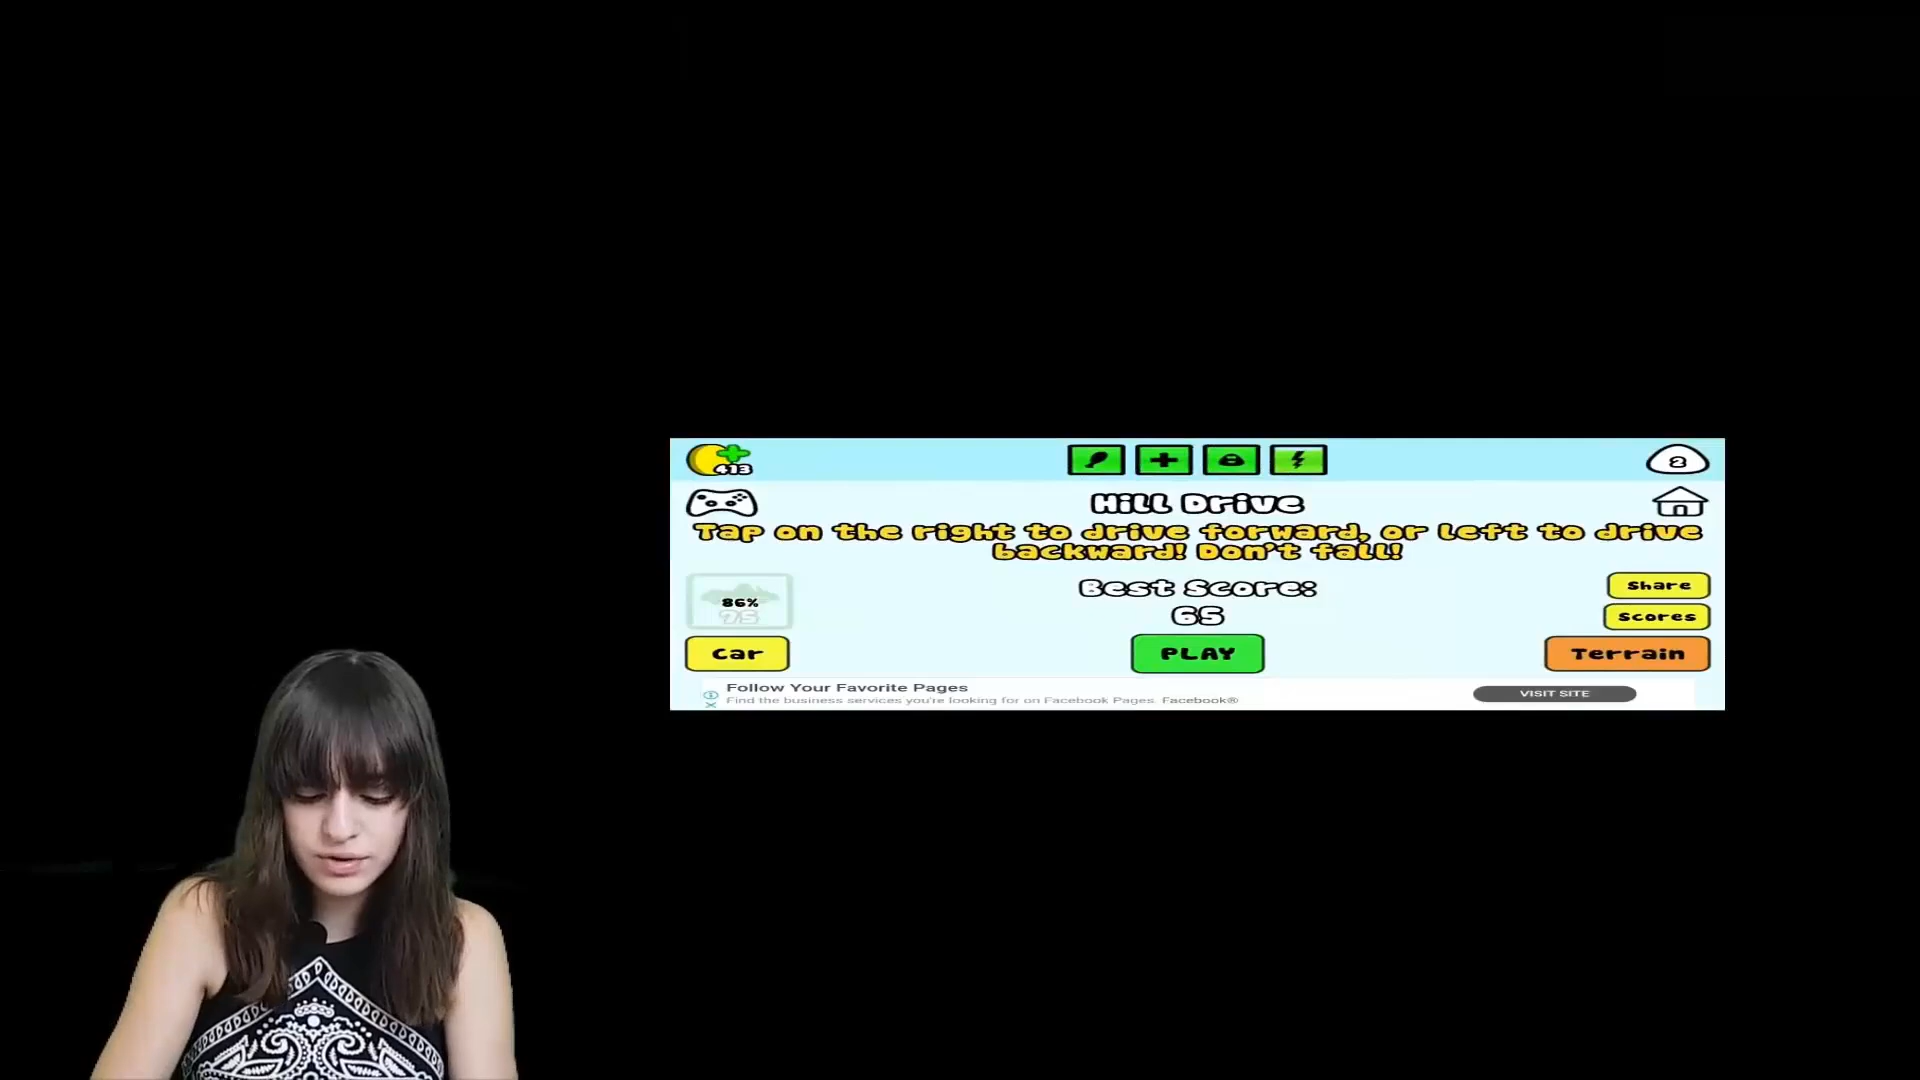 413
2
Hill Drive
Tap on the right to drive forward, or left to drive
backward! Don't fall!
86%
75
Best Score:
65
Share
Scores
Car
PLAY
Terrain
Follow Your Favorite Pages
Find the business services you're looking for on Facebook Pages. Facebook®
VISIT SITE